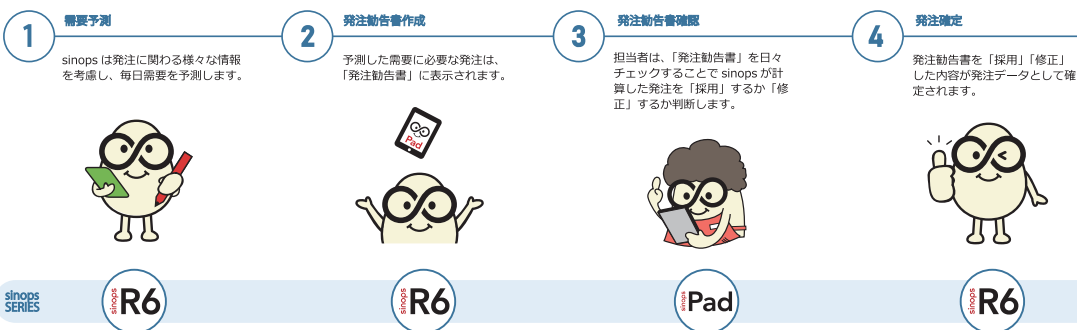 1
需要予測
sinops は発注に関わる様々な情報
を考慮し、毎日需要を予測します。
2
発注勧告書作成
予測した需要に必要な発注は、
「発注勧告書」に表示されます。
Pad
3
発注勧告書確認
担当者は、「発注勧告書」を日々
チェックすることで sinops が計
算した発注を「採用」するか「修
正」するか判断します。
4
発注確定
発注勧告書を「採用」「修正」
した内容が発注データとして確
定されます。
sinops
SERIES
sinops R6
sinops R6
sinops Pad
sinops R6